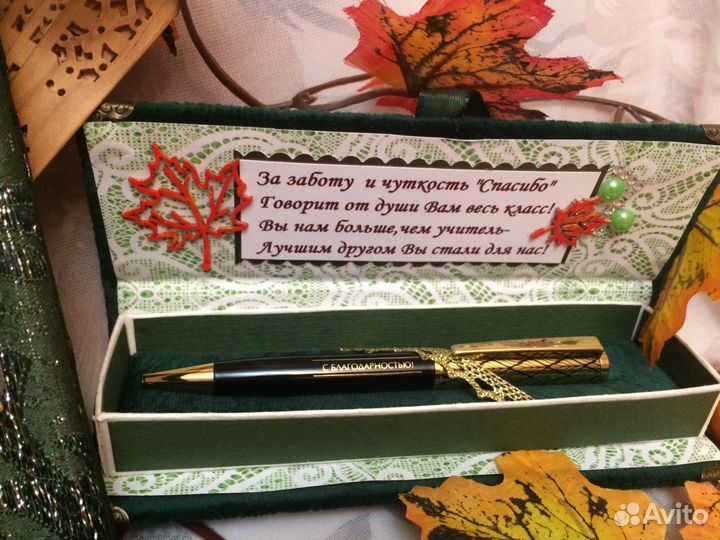 За заботу и чуткость "Спасибо"
Говорит от души Вам весь класс!
Вы нам больше,чем учитель-
Лучшим другом Вы стали для нас!
С БЛАГОДАРНОСТЬЮ!
Avito